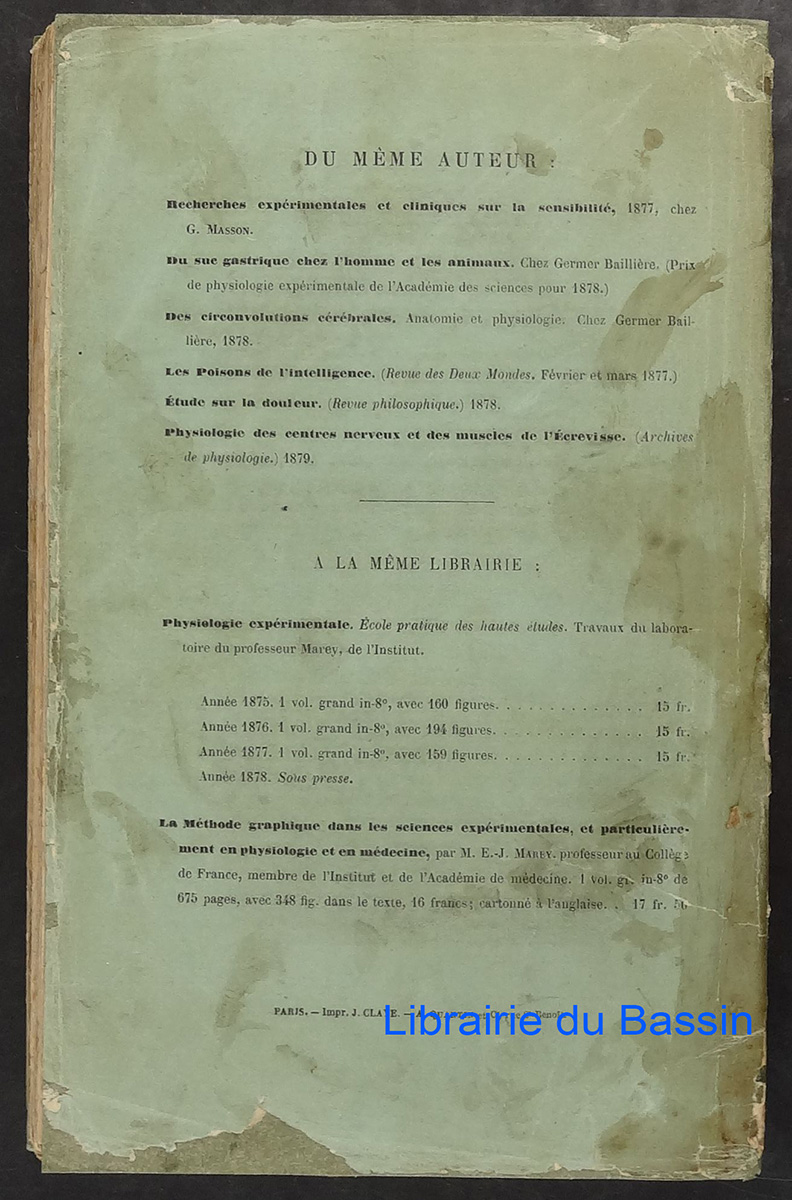 DU MÊME AUTEUR :
Recherches expérimentales et cliniques sur la sensibilité, 1877, chez
G. MASSON.
Du suc gastrique chez l'homme et les animaux. Chez Germer Baillière. (Prix
de physiologie expérimentale de l'Académie des sciences pour 1878.)
Des circonvolutions cérébrales. Anatomie et physiologie. Chez Germer Bail-
lière, 1878.
Les Poisons de l'intelligence. (Revue des Deux Mondes. Février et mars 1877.)
Étude sur la douleur. (Revue philosophique.) 1878.
Physiologie des centres nerveux et des muscles de l'Écrevisse. (Archives
de physiologie.) 1879.
A LA MÊME LIBRAIRIE :
Physiologie expérimentale. École pratique des hautes études. Travaux du labora-
toire du professeur Marey, de l'Institut.
Année 1875. 1 vol. grand in-8°, avec 160 figures. . . . . . . . . . . . . . 15 fr.
Année 1876. 1 vol. grand in-8°, avec 194 figures. . . . . . . . . . . . . . 15 fr.
Année 1877. 1 vol. grand in-8°, avec 159 figures. . . . . . . . . . . . . . 15 fr.
Année 1878. Sous presse.
La Méthode graphique dans les sciences expérimentales, et particulière-
ment en physiologie et en médecine, par M. E.-J. MAREY, professeur au Collège
de France, membre de l'Institut et de l'Académie de médecine. 1 vol. gr. in-8° de
675 pages, avec 348 fig. dans le texte, 16 francs; cartonné à l'anglaise. . 17 fr. 50
PARIS. — Impr. J. CLAYE. —
Librairie du Bassin